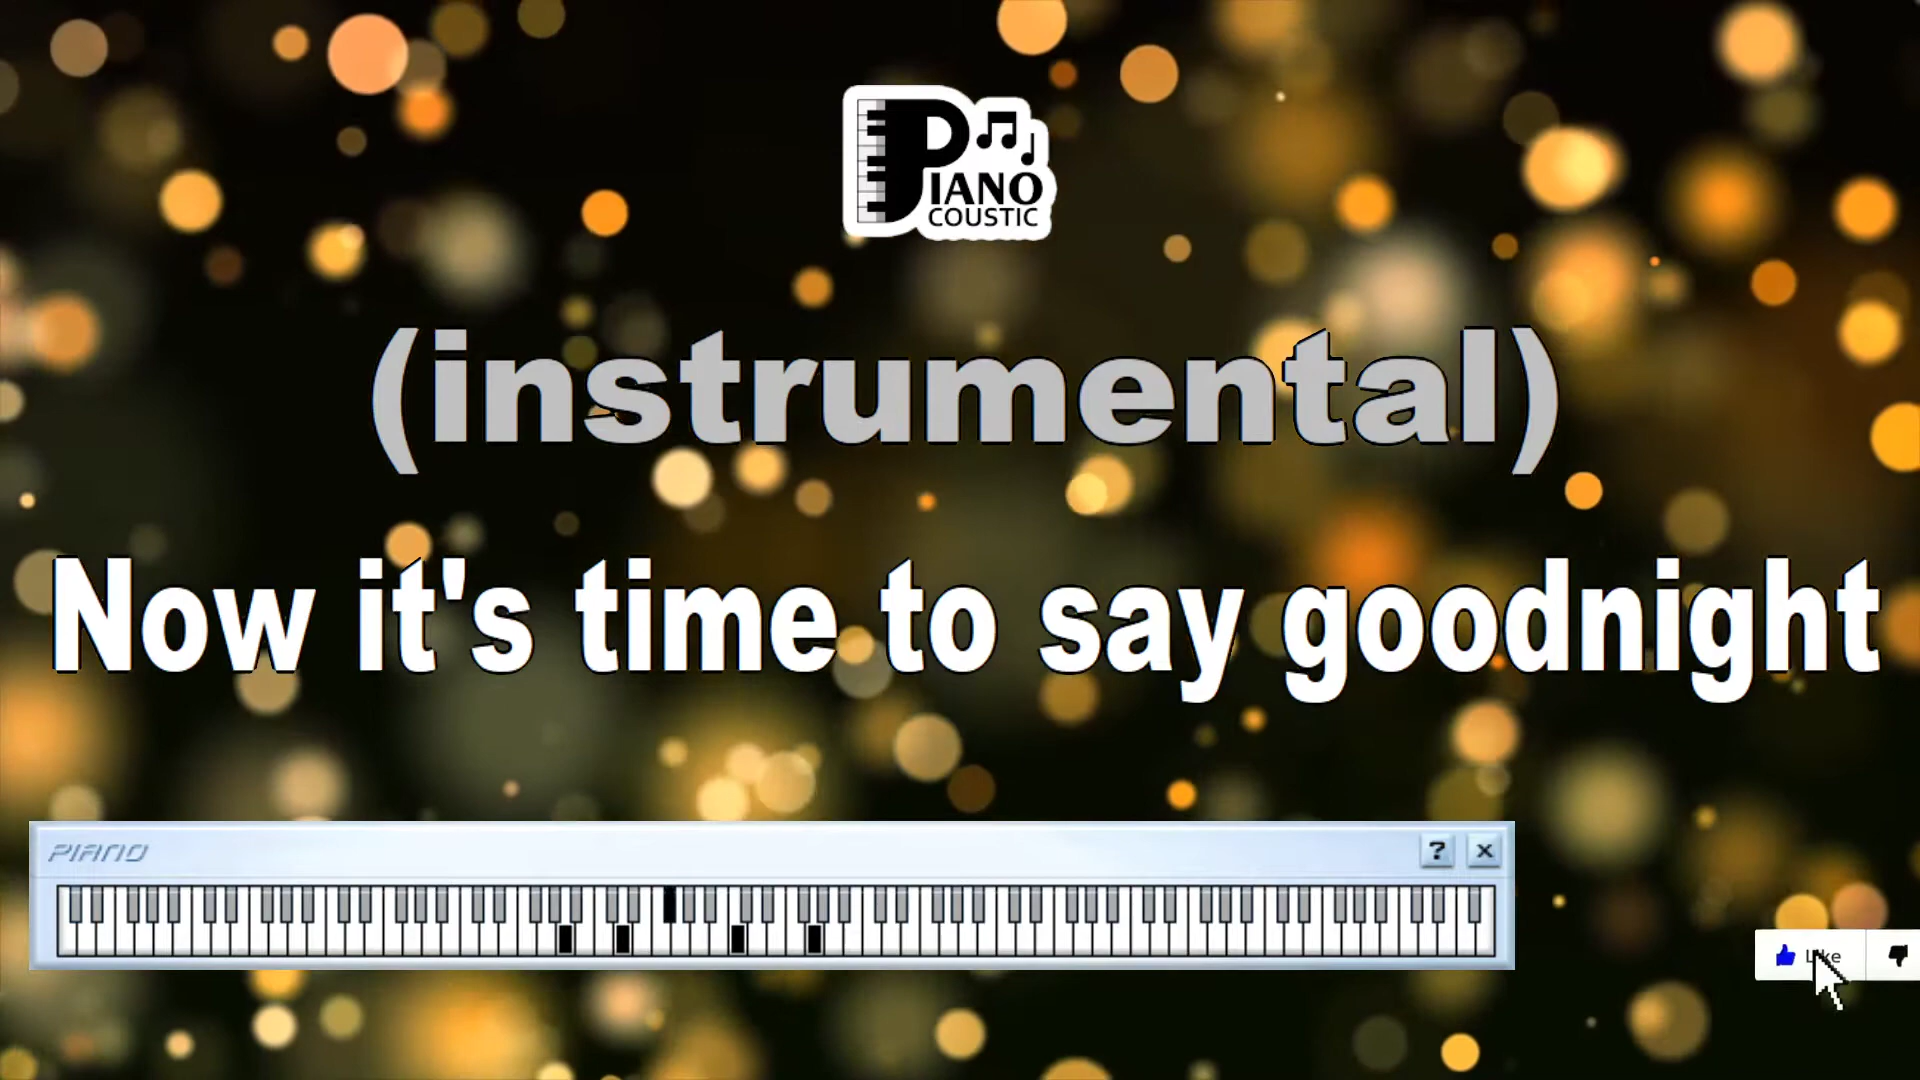 PIANO
COUSTIC
(instrumental)
Now it's time to say goodnight
PIANO
? X
Like